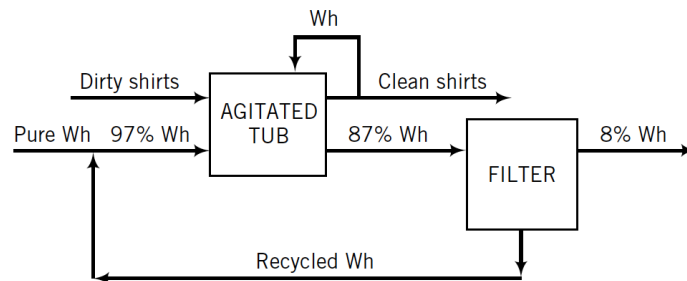 Wh
Dirty shirts
Clean shirts
AGITATED
TUB
Pure Wh
97% Wh
87% Wh
8% Wh
FILTER
Recycled Wh